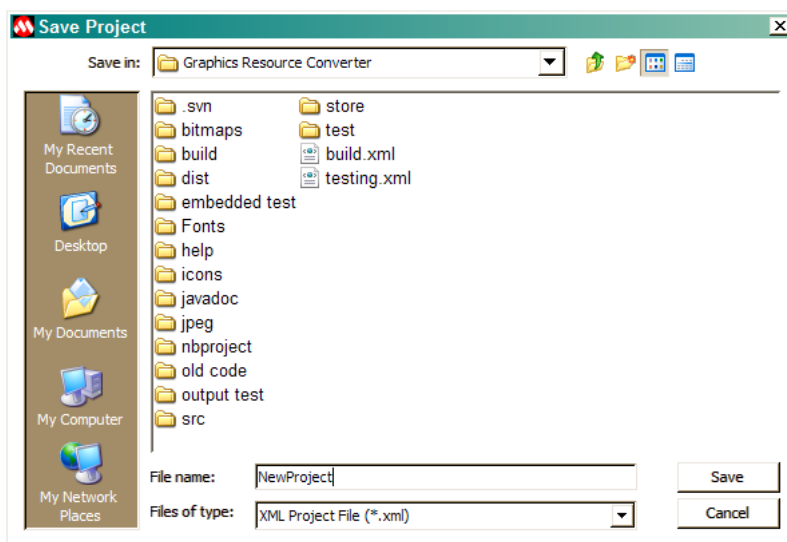 Save Project
Save in:
Graphics Resource Converter
My Recent
Documents
Desktop
My Documents
My Computer
My Network
Places
.svn
bitmaps
build
dist
embedded test
Fonts
help
icons
javadoc
jpeg
nbproject
old code
output test
src
store
test
build.xml
testing.xml
File name:
NewProject
Save
Files of type:
XML Project File (*.xml)
Cancel